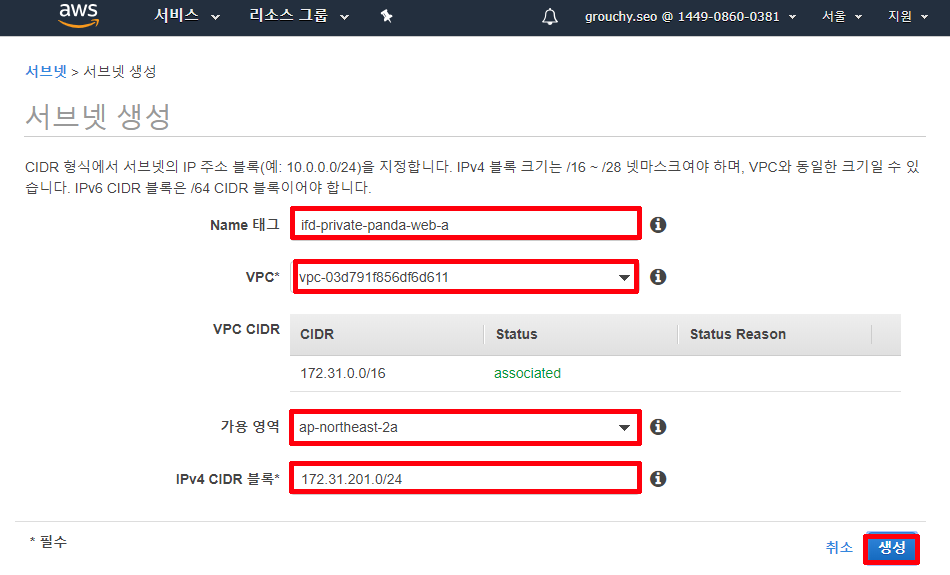 aws 서비스 리소스 그룹 grouchy.seo @ 1449-0860-0381 서울 지원
서브넷 > 서브넷 생성
서브넷 생성
CIDR 형식에서 서브넷의 IP 주소 블록(예: 10.0.0.0/24)을 지정합니다. IPv4 블록 크기는 /16 ~ /28 넷마스크여야 하며, VPC와 동일한 크기일 수 있
습니다. IPv6 CIDR 블록은 /64 CIDR 블록이어야 합니다.
Name 태그 ifd-private-panda-web-a
VPC* vpc-03d791f856df6d611
VPC CIDR CIDR Status Status Reason
172.31.0.0/16 associated
가용 영역 ap-northeast-2a
IPv4 CIDR 블록* 172.31.201.0/24
* 필수 취소 생성